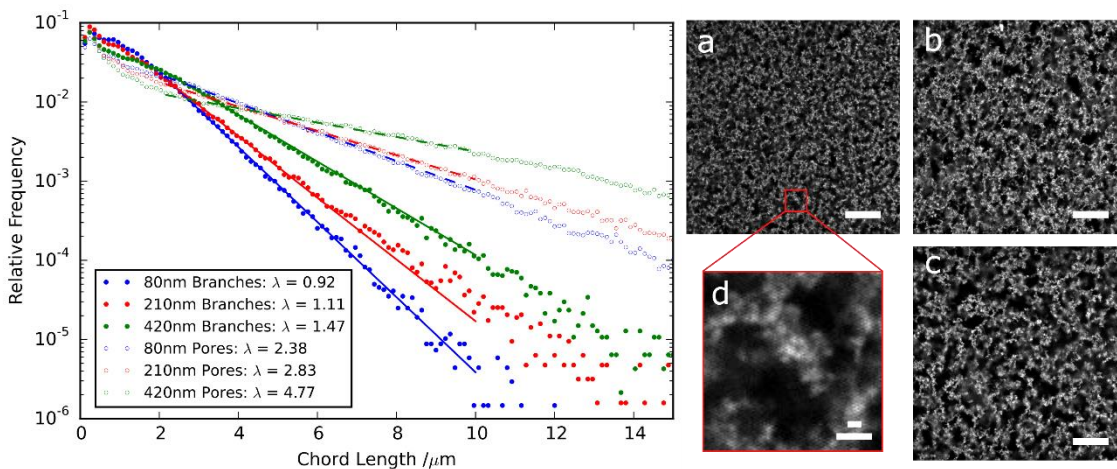 10⁻¹
10⁻²
10⁻³
10⁻⁴
10⁻⁵
10⁻⁶
Relative Frequency
80nm Branches: λ = 0.92
210nm Branches: λ = 1.11
420nm Branches: λ = 1.47
80nm Pores: λ = 2.38
210nm Pores: λ = 2.83
420nm Pores: λ = 4.77
0 2 4 6 8 10 12 14
Chord Length /μm
a
b
d
c